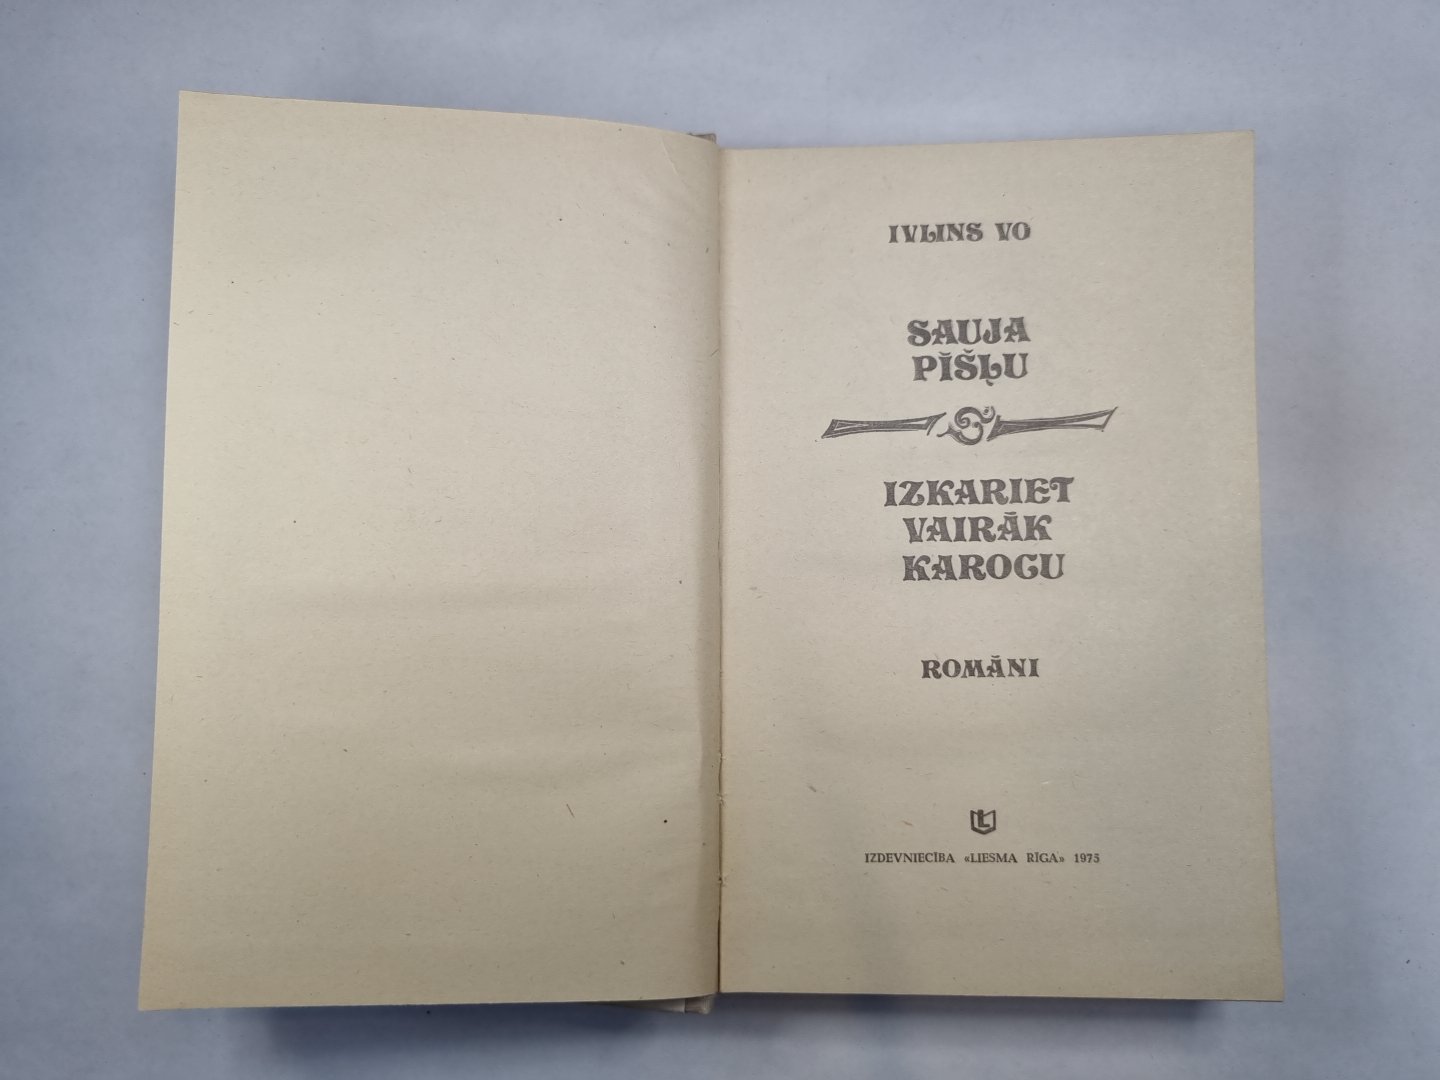 IVLINS VO
SAUJA
PĪŠĻU
IZKARIET
VAIRĀK
KAROGU
ROMĀNI
L
IZDEVNIECĪBA «LIESMA RĪGA» 1975